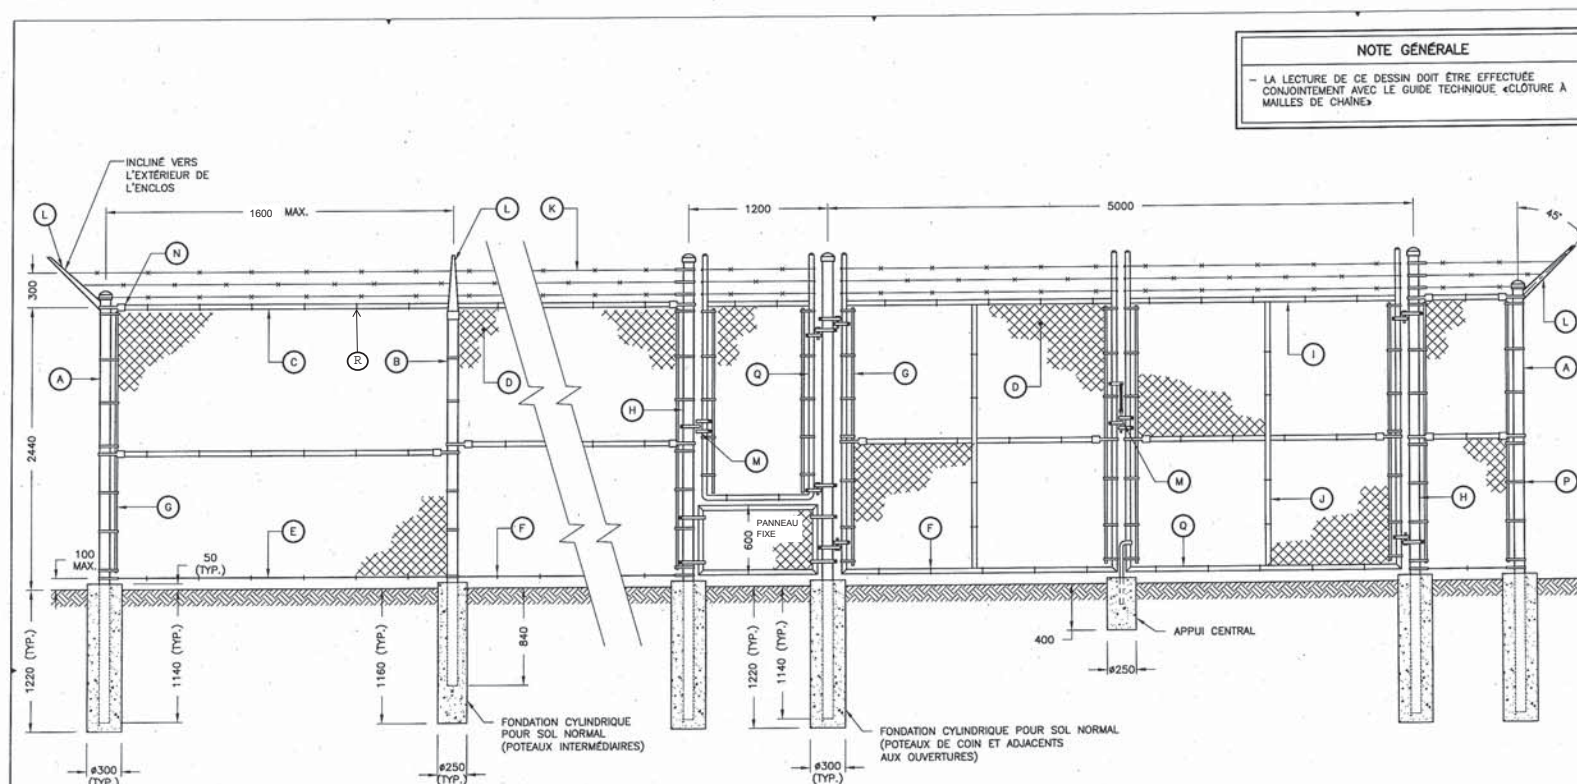 NOTE GÉNÉRALE
- LA LECTURE DE CE DESSIN DOIT ÊTRE EFFECTUÉE
CONJOINTEMENT AVEC LE GUIDE TECHNIQUE «CLÔTURE À
MAILLES DE CHAÎNE»
INCLINÉ VERS
L'EXTÉRIEUR DE
L'ENCLOS
L
1600 MAX.
L
K
1200
5000
45°
N
300
L
C
R
B
D
Q
G
D
I
A
A
H
2440
M
M
G
J
H
P
E
F
600
PANNEAU
FIXE
F
Q
100
MAX.
50
(TYP.)
1220 (TYP.)
1140 (TYP.)
1160 (TYP.)
840
1220 (TYP.)
1140 (TYP.)
400
APPUI CENTRAL
ø250
FONDATION CYLINDRIQUE
POUR SOL NORMAL
(POTEAUX INTERMÉDIAIRES)
FONDATION CYLINDRIQUE POUR SOL NORMAL
(POTEAUX DE COIN ET ADJACENTS
AUX OUVERTURES)
ø300
(TYP.)
ø250
(TYP.)
ø300
(TYP.)